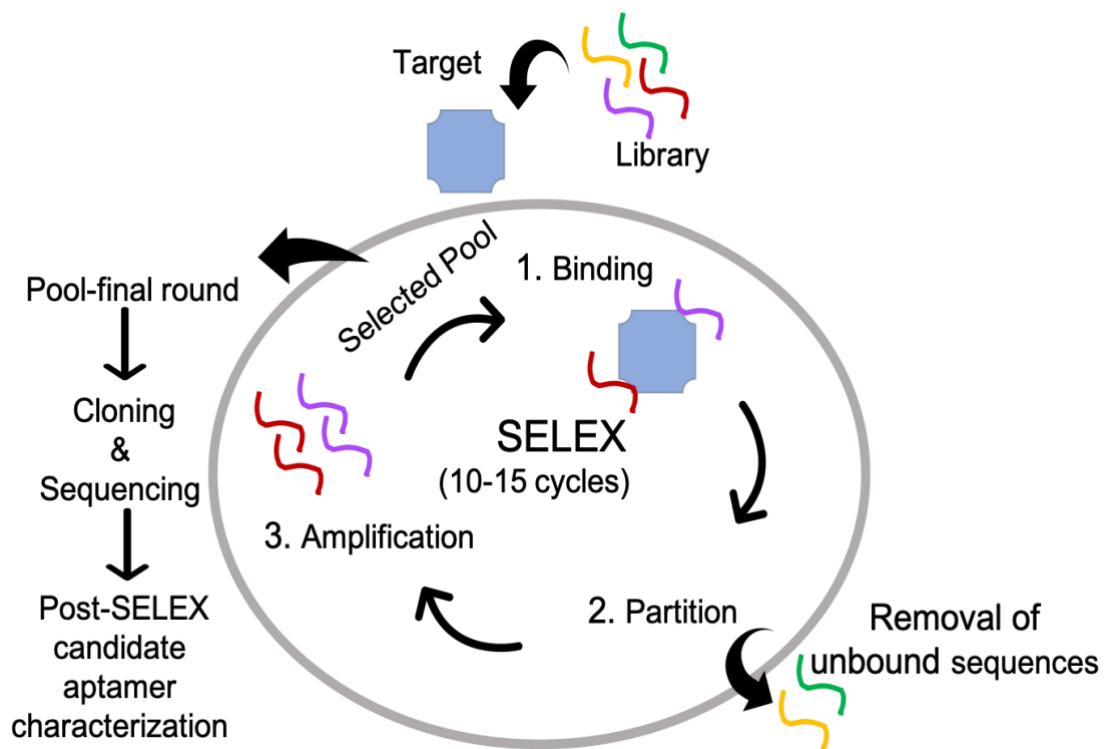 Target
Library
Selected Pool
1. Binding
SELEX
(10-15 cycles)
2. Partition
Removal of
unbound sequences
3. Amplification
Pool-final round
Cloning
&
Sequencing
Post-SELEX
candidate
aptamer
characterization